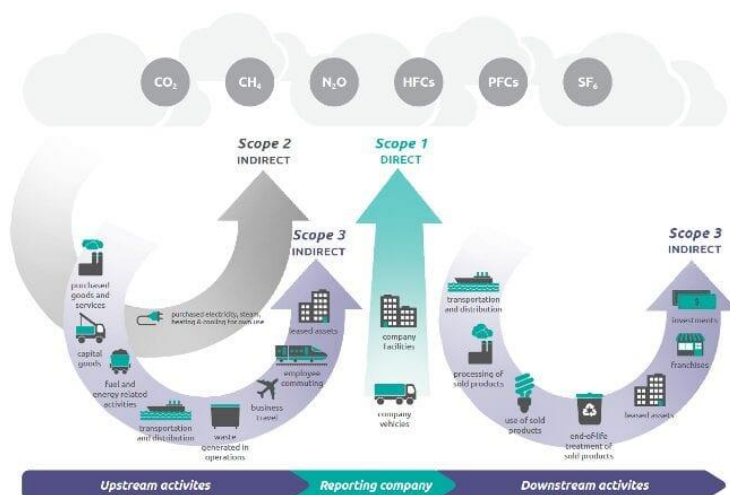 CO₂
CH₄
N₂O
HFCs
PFCs
SF₆
Scope 2
INDIRECT
Scope 1
DIRECT
Scope 3
INDIRECT
Scope 3
INDIRECT
purchased
goods and
services
capital
goods
fuel and
energy related
activities
transportation
and distribution
waste
generated in
operations
business
travel
employee
commuting
leased assets
purchased electricity, steam,
heating & cooling for own use
company
facilities
company
vehicles
transportation
and distribution
processing of
sold products
use of sold
products
end-of-life
treatment of
sold products
leased assets
franchises
investments
$
Upstream activites
Reporting company
Downstream activites